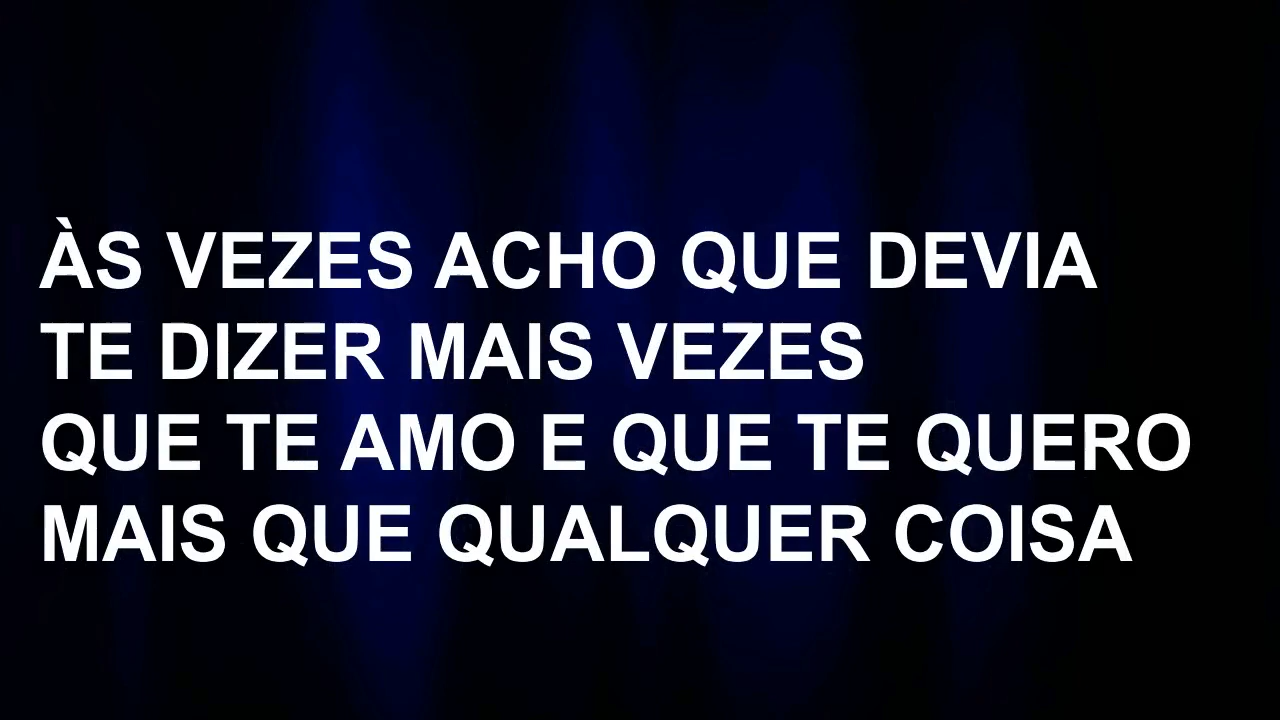 ÀS VEZES ACHO QUE DEVIA
TE DIZER MAIS VEZES
QUE TE AMO E QUE TE QUERO
MAIS QUE QUALQUER COISA